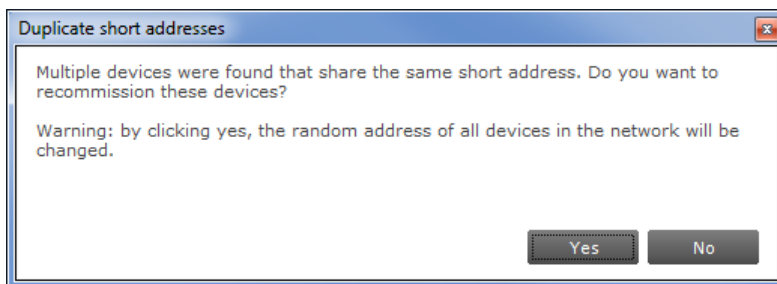 Duplicate short addresses
Multiple devices were found that share the same short address. Do you want to
recommission these devices?
Warning: by clicking yes, the random address of all devices in the network will be
changed.
Yes No